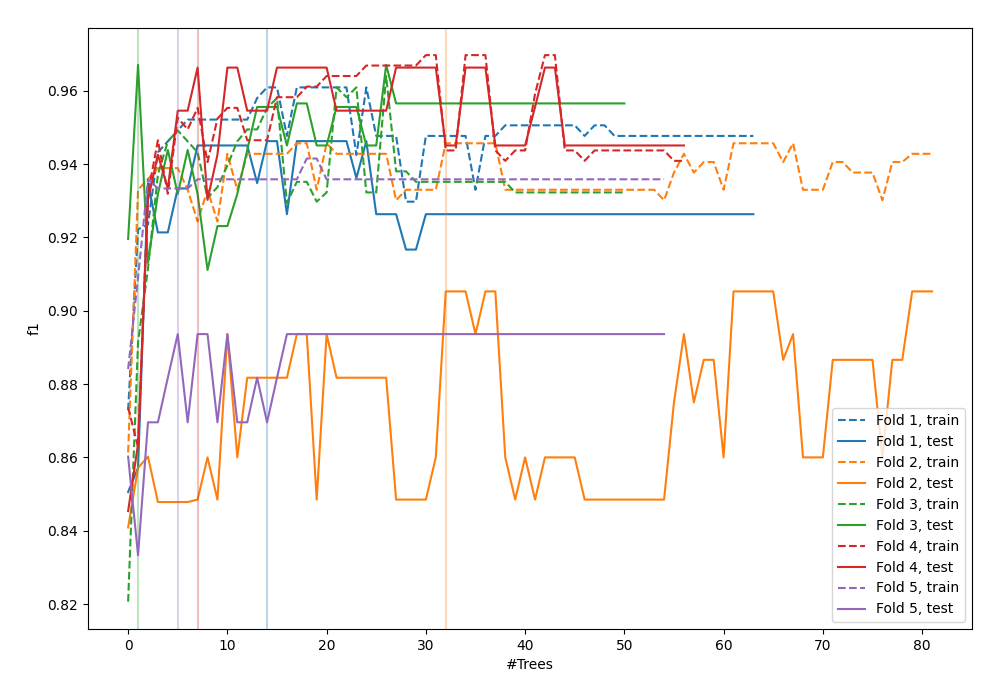 0.96
0.94
0.92
0.90
0.88
0.86
0.84
0.82
f1
0 10 20 30 40 50 60 70 80
#Trees
Fold 1, train
Fold 1, test
Fold 2, train
Fold 2, test
Fold 3, train
Fold 3, test
Fold 4, train
Fold 4, test
Fold 5, train
Fold 5, test